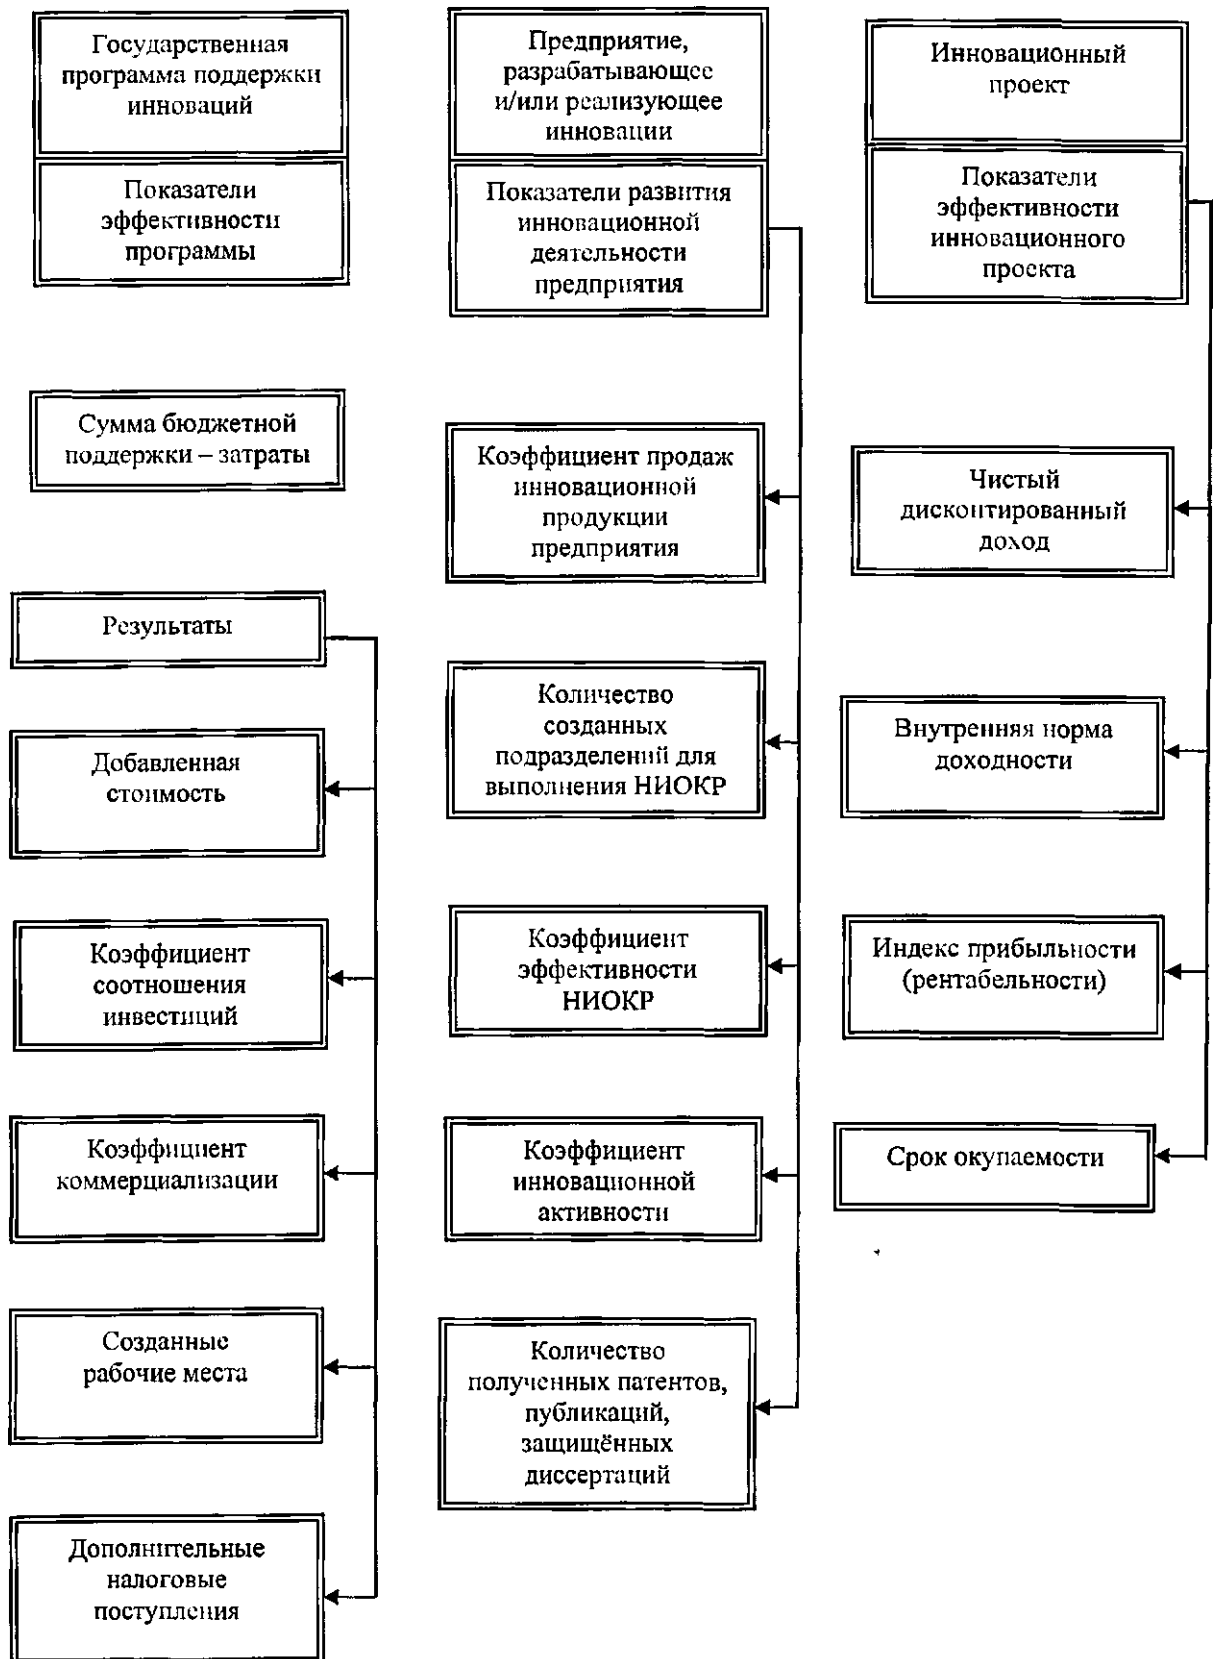 Государственная
программа поддержки
инноваций
Показатели
эффективности
программы
Сумма бюджетной
поддержки – затраты
Результаты
Добавленная
стоимость
Коэффициент
соотношения
инвестиций
Коэффициент
коммерциализации
Созданные
рабочие места
Дополнительные
налоговые
поступления
Предприятие,
разрабатывающее
и/или реализующее
инновации
Показатели развития
инновационной
деятельности
предприятия
Коэффициент продаж
инновационной
продукции
предприятия
Количество
созданных
подразделений для
выполнения НИОКР
Коэффициент
эффективности
НИОКР
Коэффициент
инновационной
активности
Количество
полученных патентов,
публикаций,
защищённых
диссертаций
Инновационный
проект
Показатели
эффективности
инновационного
проекта
Чистый
дисконтированный
доход
Внутренняя норма
доходности
Индекс прибыльности
(рентабельности)
Срок окупаемости